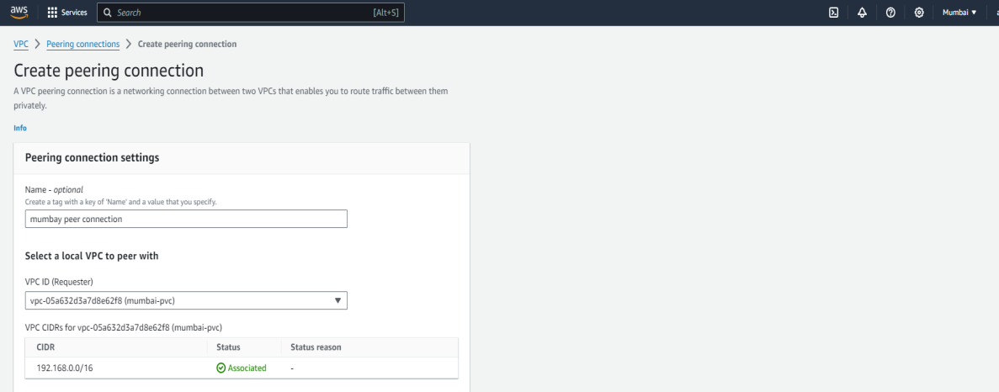 aws
Services
Search
[Alt+S]
Mumbai
VPC > Peering connections > Create peering connection
Create peering connection
A VPC peering connection is a networking connection between two VPCs that enables you to route traffic between them
privately.
Info
Peering connection settings
Name - optional
Create a tag with a key of 'Name' and a value that you specify.
mumbay peer connection
Select a local VPC to peer with
VPC ID (Requester)
vpc-05a632d3a7d8e62f8 (mumbai-pvc)
VPC CIDRs for vpc-05a632d3a7d8e62f8 (mumbai-pvc)
CIDR Status Status reason
192.168.0.0/16 Associated -